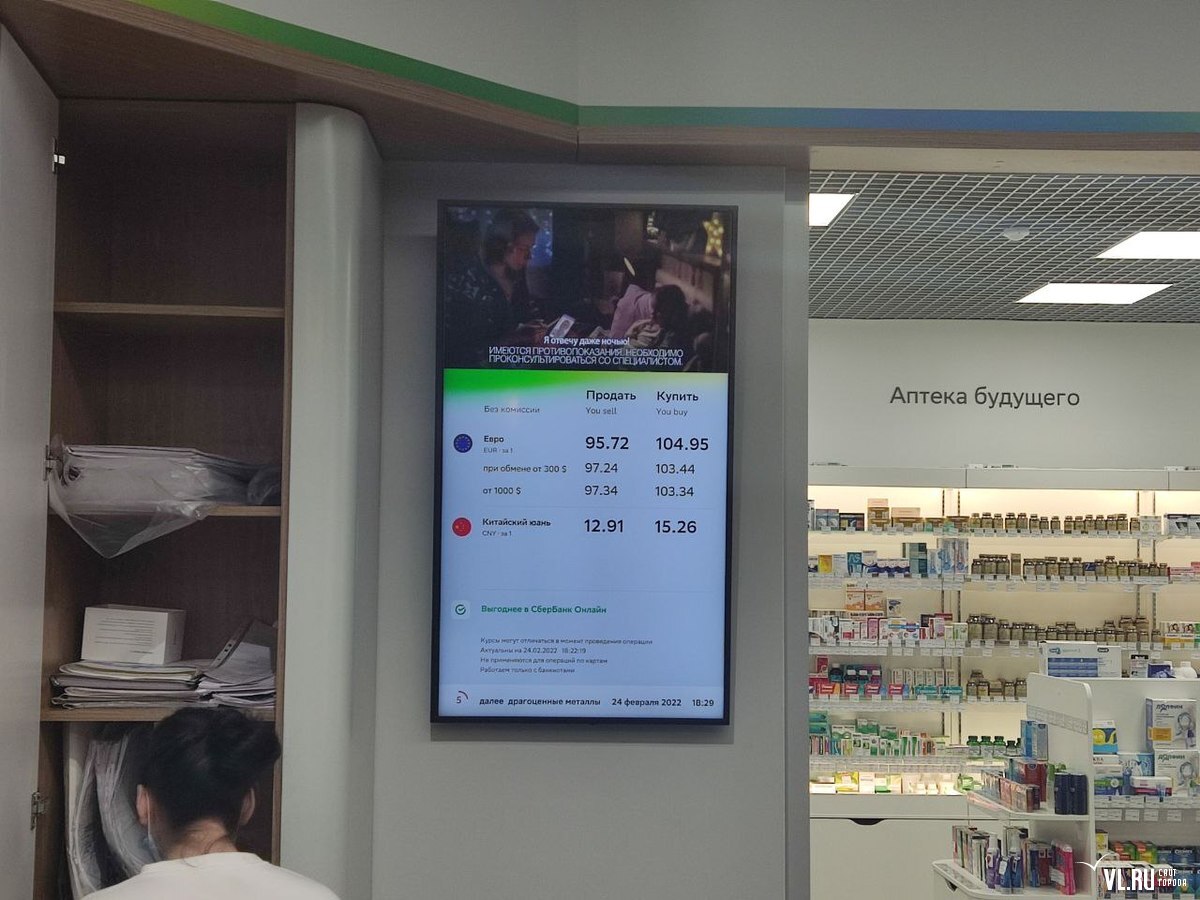 Я отвечу даже ночью!
ИМЕЮТСЯ ПРОТИВОПОКАЗАНИЯ. НЕОБХОДИМО
ПРОКОНСУЛЬТИРОВАТЬСЯ СО СПЕЦИАЛИСТОМ.
Продать Купить
Без комиссии You sell You buy
Евро 95.72 104.95
EUR · за 1
при обмене от 300 $ 97.24 103.44
от 1000 $ 97.34 103.34
Китайский юань 12.91 15.26
CNY · за 1
Выгоднее в СберБанк Онлайн
Курсы могут отличаться в момент проведения операции
Актуальны на 24.02.2022 18:22:19
Не применяются для операций по картам
Работаем только с банкнотами
5 далее драгоценные металлы 24 февраля 2022 18:29
Аптека будущего
ДОЛФИН
ДОЛФИН
VL.RU САЙТ ГОРОДА